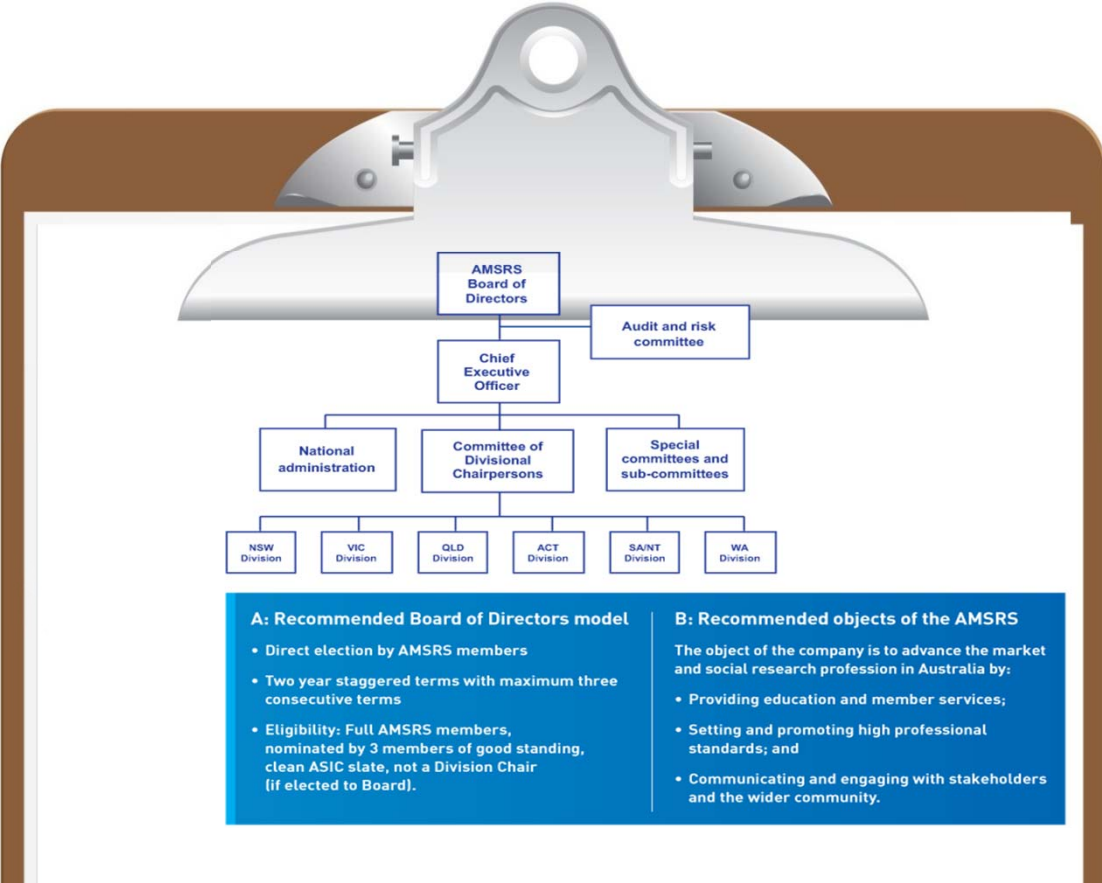 AMSRS
Board of
Directors
Audit and risk
committee
Chief
Executive
Officer
National
administration
Committee of
Divisional
Chairpersons
Special
committees and
sub-committees
NSW
Division
VIC
Division
QLD
Division
ACT
Division
SA/NT
Division
WA
Division
A: Recommended Board of Directors model
• Direct election by AMSRS members
• Two year staggered terms with maximum three
consecutive terms
• Eligibility: Full AMSRS members,
nominated by 3 members of good standing,
clean ASIC slate, not a Division Chair
(if elected to Board).
B: Recommended objects of the AMSRS
The object of the company is to advance the market
and social research profession in Australia by:
• Providing education and member services;
• Setting and promoting high professional
standards; and
• Communicating and engaging with stakeholders
and the wider community.